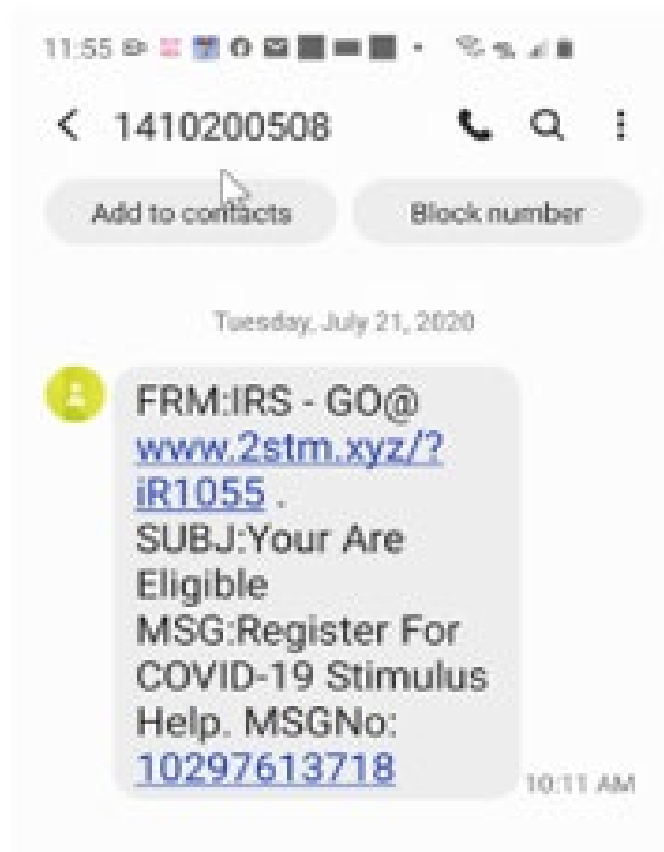 11:55
1410200508
Add to contacts
Block number
Tuesday, July 21, 2020
FRM:IRS - GO@
www.2stm.xyz/?
iR1055 .
SUBJ:Your Are
Eligible
MSG:Register For
COVID-19 Stimulus
Help. MSGNo:
10297613718
10:11 AM